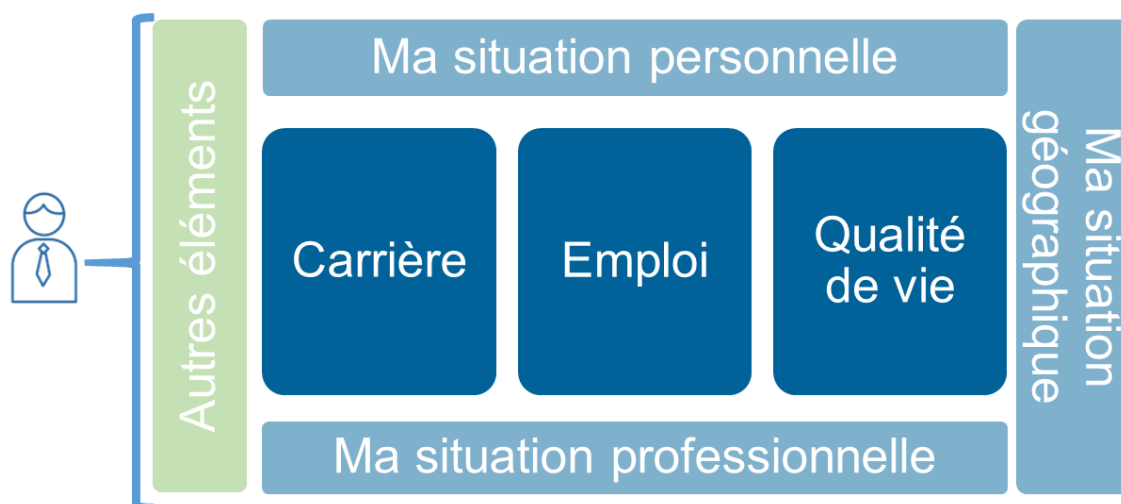 Autres éléments
Ma situation personnelle
Carrière
Emploi
Qualité
de vie
Ma situation professionnelle
Ma situation
géographique